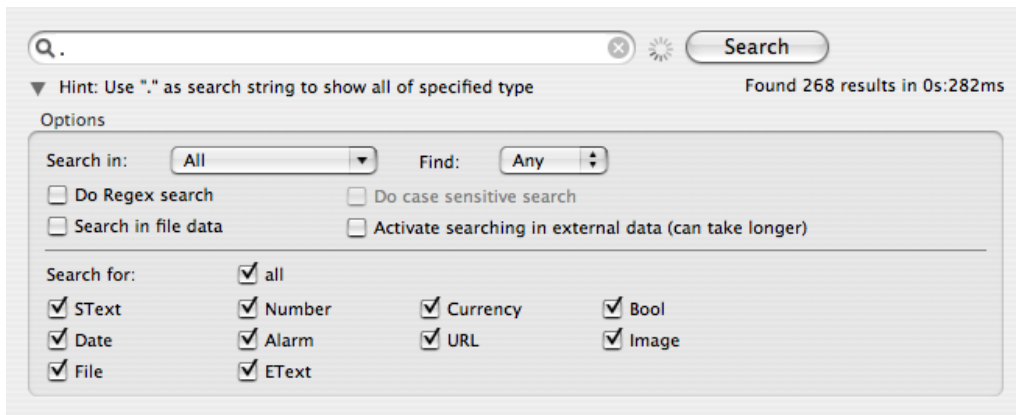 . Search
Hint: Use "." as search string to show all of specified type Found 268 results in 0s:282ms
Options
Search in: All Find: Any
Do Regex search Do case sensitive search
Search in file data Activate searching in external data (can take longer)
Search for: all
SText Number Currency Bool
Date Alarm URL Image
File EText